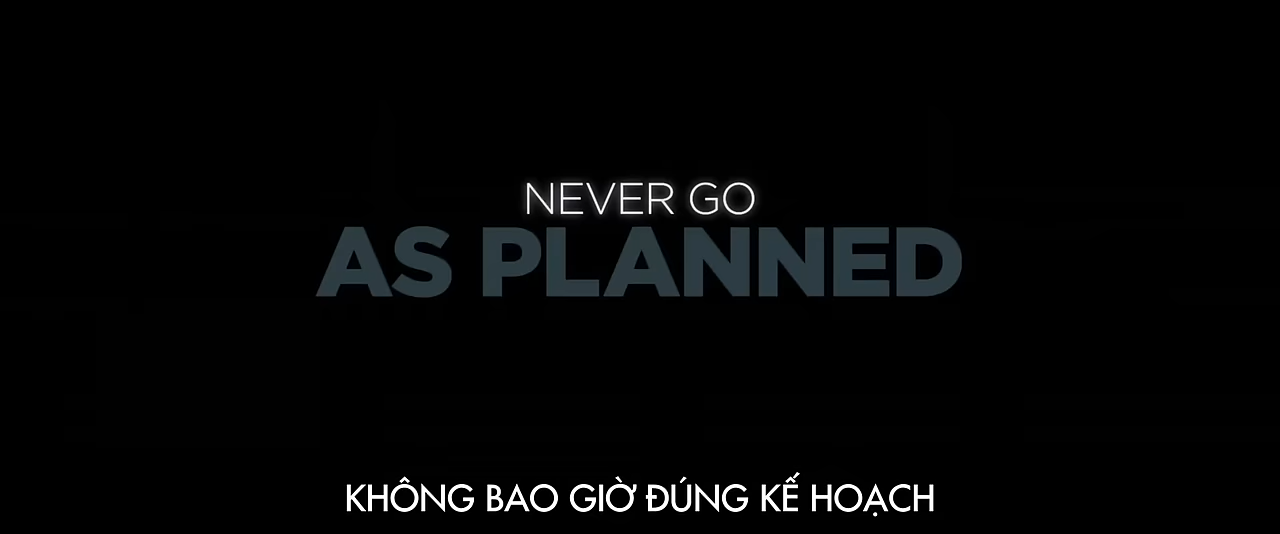 NEVER GO
AS PLANNED
KHÔNG BAO GIỜ ĐÚNG KẾ HOẠCH